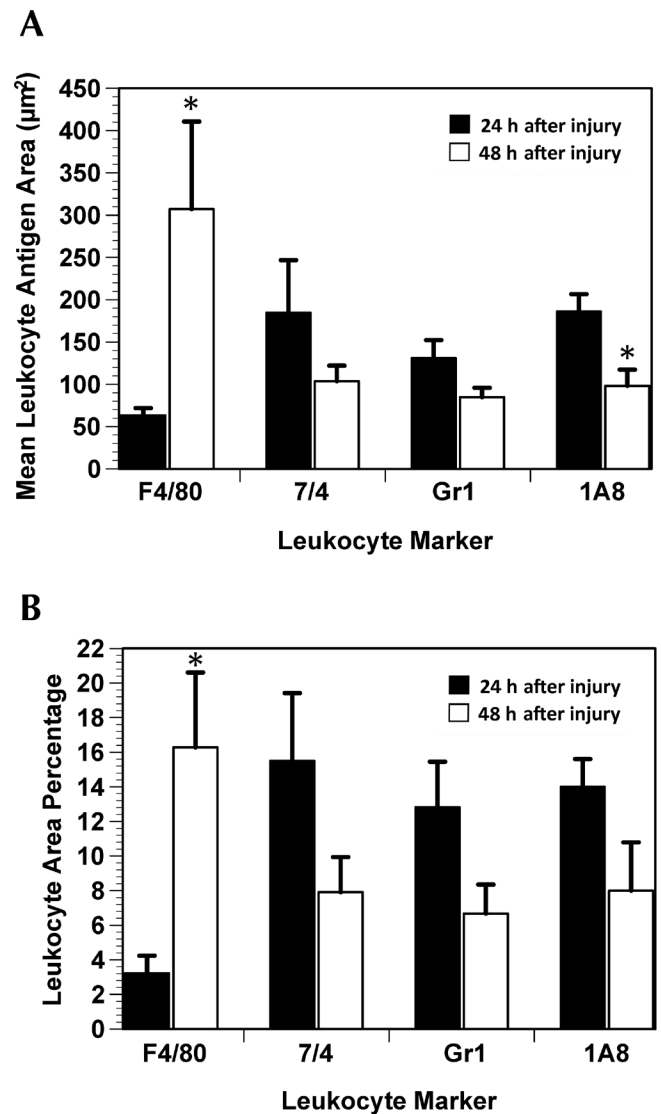 A
Mean Leukocyte Antigen Area (µm²)
450
400
350
300
250
200
150
100
50
0
*
*
24 h after injury
48 h after injury
F4/80 7/4 Gr1 1A8
Leukocyte Marker
B
Leukocyte Area Percentage
22
20
18
16
14
12
10
8
6
4
2
0
*
24 h after injury
48 h after injury
F4/80 7/4 Gr1 1A8
Leukocyte Marker